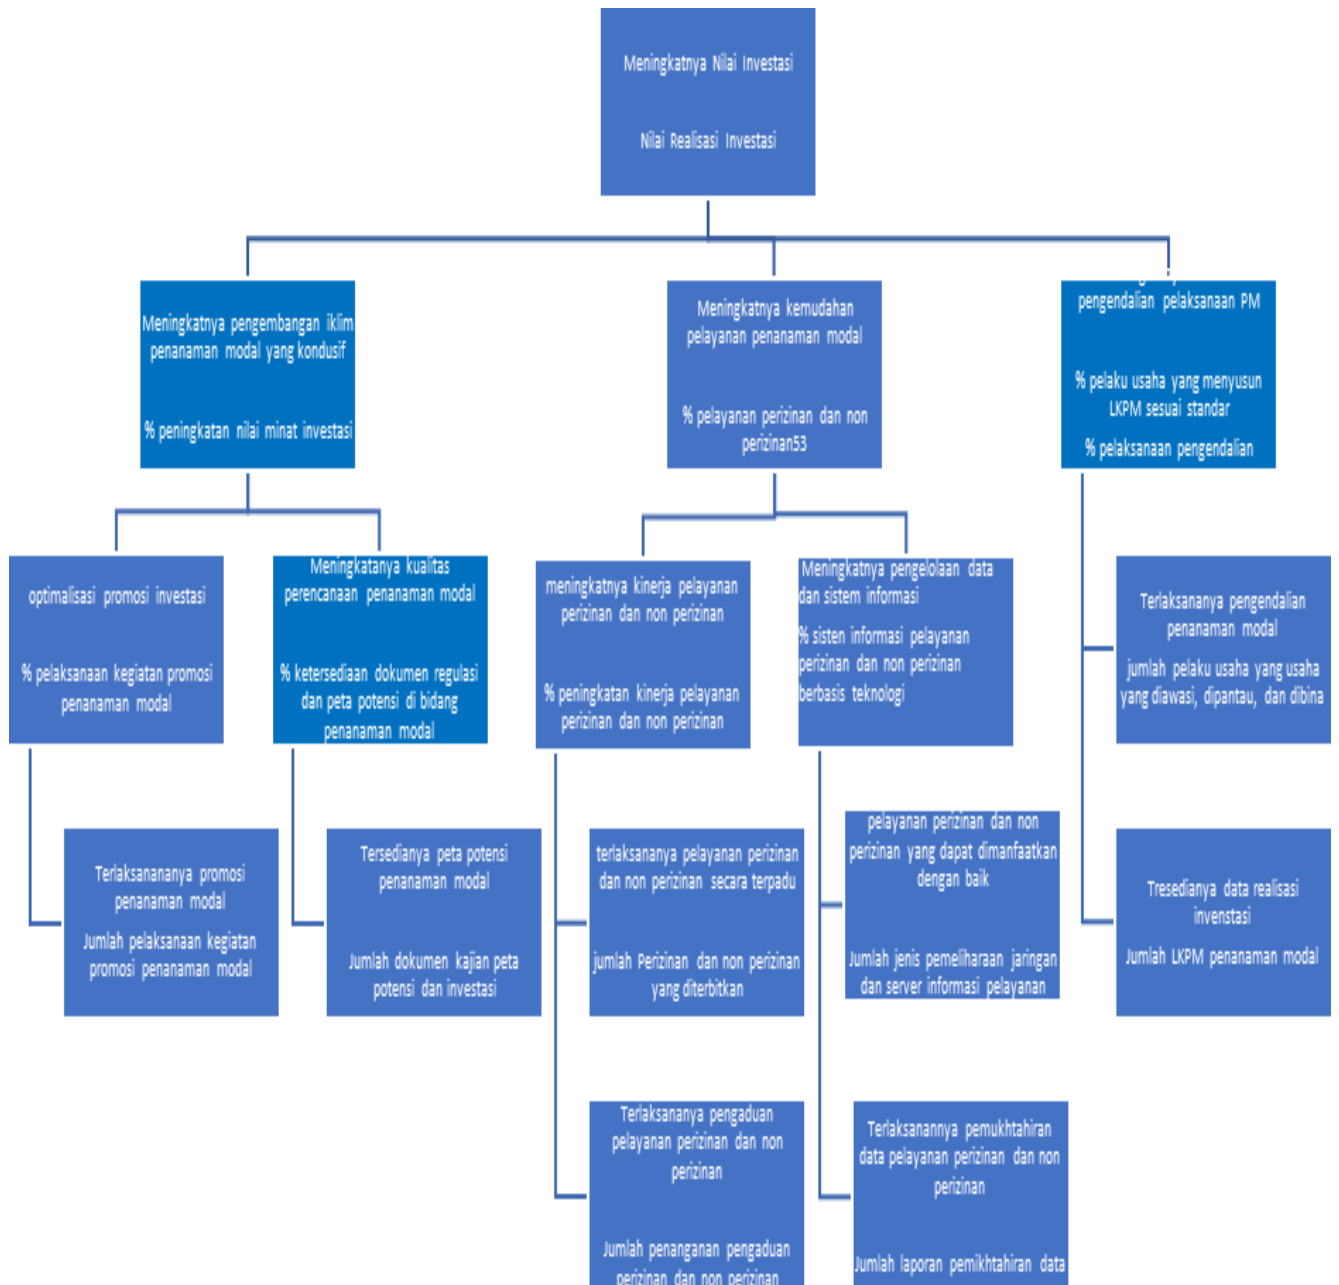 Meningkatnya Nilai Investasi
Nilai Realisasi Investasi
Meningkatnya pengembangan iklim
penanaman modal yang kondusif
% peningkatan nilai minat investasi
Meningkatnya kemudahan
pelayanan penanaman modal
% pelayanan perizinan dan non
perizinan53
pengendalian pelaksanaan PM
% pelaku usaha yang menyusun
LKPM sesuai standar
% pelaksanaan pengendalian
optimalisasi promosi investasi
% pelaksanaan kegiatan promosi
penanaman modal
Meningkatanya kualitas
perencanaan penanaman modal
% ketersediaan dokumen regulasi
dan peta potensi di bidang
penanaman modal
meningkatnya kinerja pelayanan
perizinan dan non perizinan
% peningkatan kinerja pelayanan
perizinan dan non perizinan
Meningkatnya pengelolaan data
dan sistem informasi
% sisten informasi pelayanan
perizinan dan non perizinan
berbasis teknologi
Terlaksananya pengendalian
penanaman modal
jumlah pelaku usaha yang usaha
yang diawasi, dipantau, dan dibina
Terlaksanananya promosi
penanaman modal
Jumlah pelaksanaan kegiatan
promosi penanaman modal
Tersedianya peta potensi
penanaman modal
Jumlah dokumen kajian peta
potensi dan investasi
terlaksananya pelayanan perizinan
dan non perizinan secara terpadu
jumlah Perizinan dan non perizinan
yang diterbitkan
pelayanan perizinan dan non
perizinan yang dapat dimanfaatkan
dengan baik
Jumlah jenis pemeliharaan jaringan
dan server informasi pelayanan
Tresedianya data realisasi
invenstasi
Jumlah LKPM penanaman modal
Terlaksananya pengaduan
pelayanan perizinan dan non
perizinan
Jumlah penanganan pengaduan
perizinan dan non perizinan
Terlaksanannya pemukhtahiran
data pelayanan perizinan dan non
perizinan
Jumlah laporan pemikhtahiran data